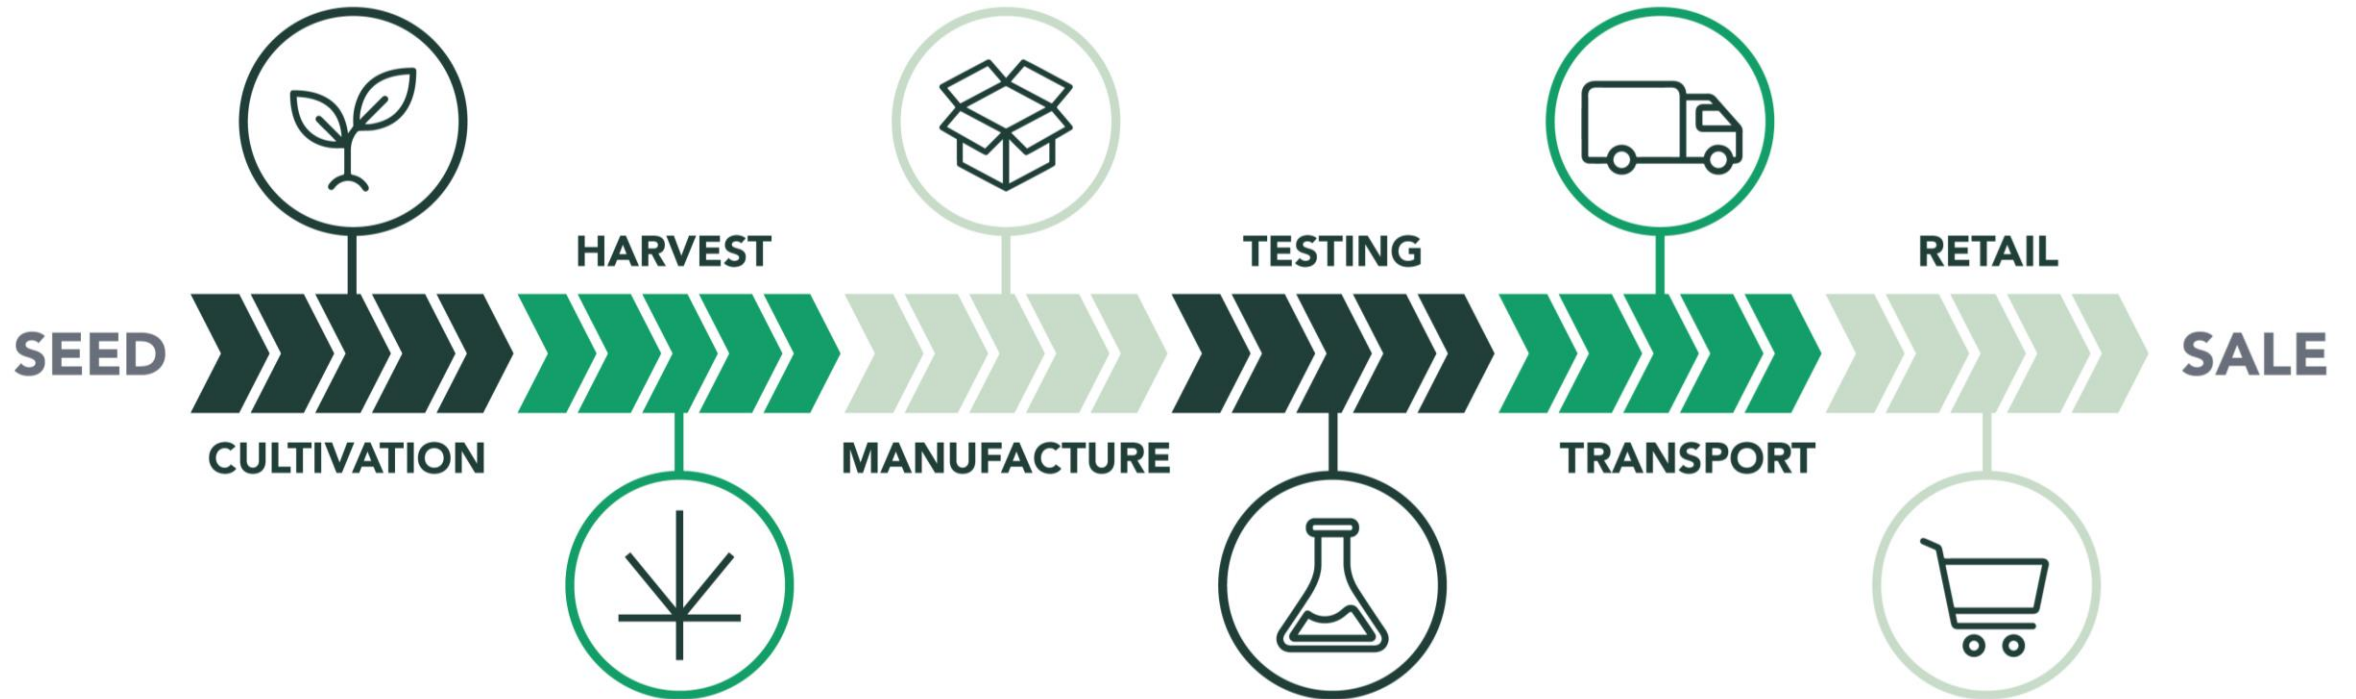 HARVEST
TESTING
RETAIL
SEED
SALE
CULTIVATION
MANUFACTURE
TRANSPORT